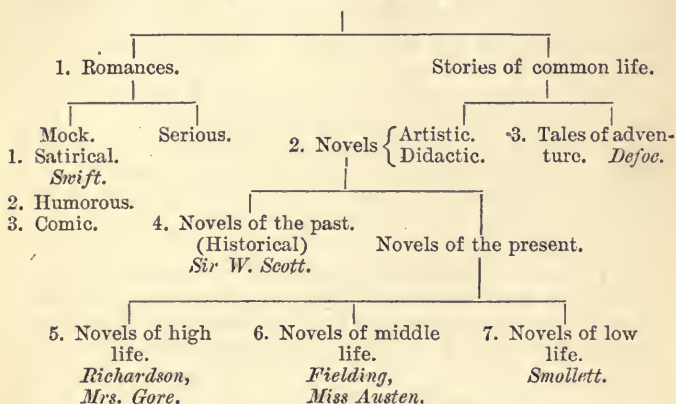 1. Romances.
Stories of common life.
Mock.
1. Satirical.
Swift.
2. Humorous.
3. Comic.
Serious.
2. Novels { Artistic.
Didactic.
3. Tales of adven-
ture. Defoe.
4. Novels of the past.
(Historical)
Sir W. Scott.
Novels of the present.
5. Novels of high
life.
Richardson,
Mrs. Gore.
6. Novels of middle
life.
Fielding,
Miss Austen.
7. Novels of low
life.
Smollett.